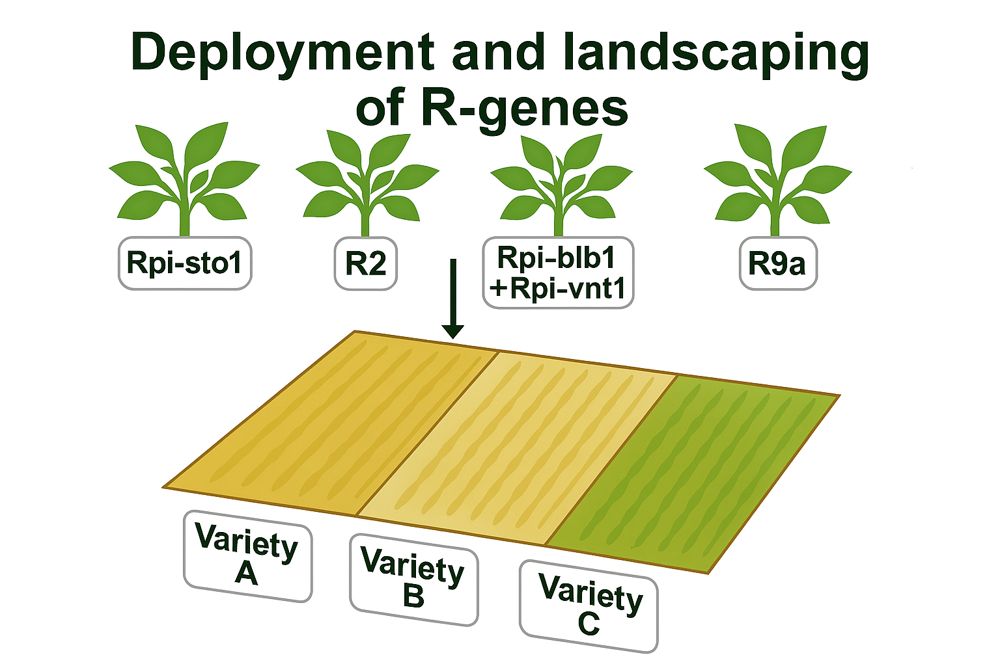 Deployment and landscaping
of R-genes
Rpi-sto1
R2
Rpi-blb1
+Rpi-vnt1
R9a
Variety
A
Variety
B
Variety
C